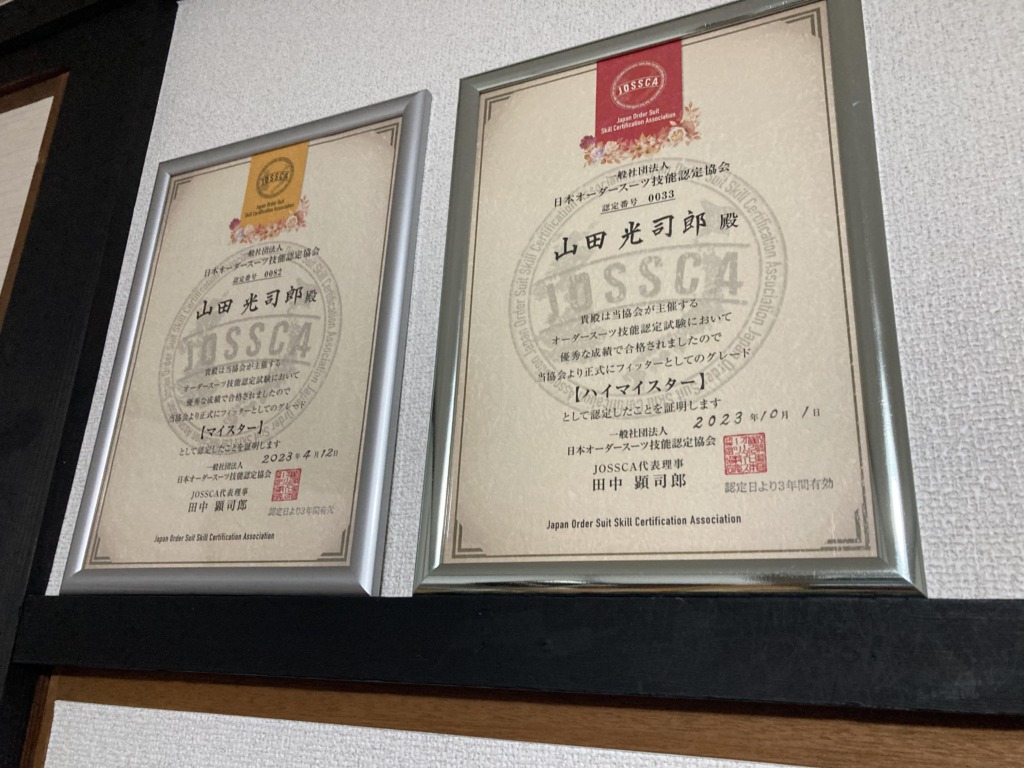 JOSSCA
Japan Order Suit
Skill Certification Association
一般社団法人
日本オーダースーツ技能認定協会
認定番号 0082
山田 光司郎 殿
JOSSCA
貴殿は当協会が主催する
オーダースーツ技能認定試験において
優秀な成績で合格されましたので
当協会より正式にフィッターとしてのグレード
【マイスター】
として認定したことを証明します
2023年4月12日
一般社団法人
日本オーダースーツ技能認定協会
JOSSCA代表理事
田中 顕司郎
認定日より3年間有効
Japan Order Suit Skill Certification Association
JOSSCA
Japan Order Suit
Skill Certification Association
一般社団法人
日本オーダースーツ技能認定協会
認定番号 0033
山田 光司郎 殿
JOSSCA
貴殿は当協会が主催する
オーダースーツ技能認定試験において
優秀な成績で合格されましたので
当協会より正式にフィッターとしてのグレード
【ハイマイスター】
として認定したことを証明します
2023年10月1日
一般社団法人
日本オーダースーツ技能認定協会
JOSSCA代表理事
田中 顕司郎
認定日より3年間有効
Japan Order Suit Skill Certification Association